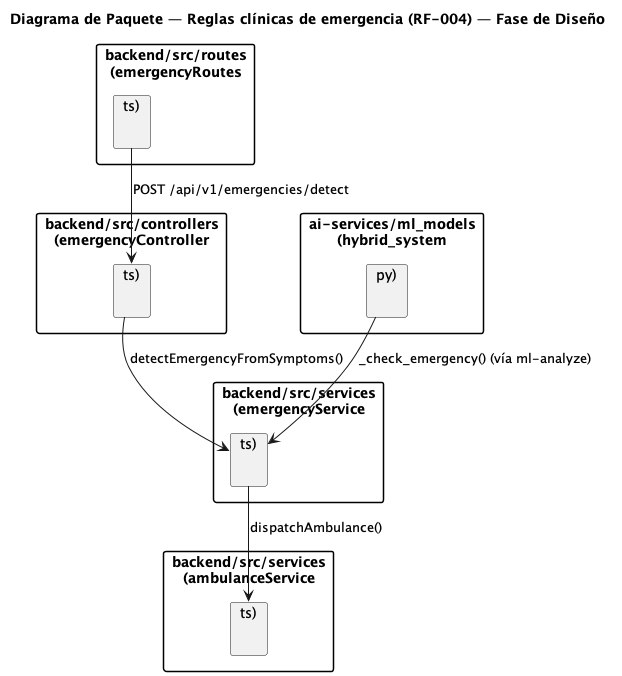 Diagrama de Paquete — Reglas clínicas de emergencia (RF-004) — Fase de Diseño
backend/src/routes
(emergencyRoutes
ts)
POST /api/v1/emergencies/detect
backend/src/controllers
(emergencyController
ts)
ai-services/ml_models
(hybrid_system
py)
detectEmergencyFromSymptoms()
_check_emergency() (vía ml-analyze)
backend/src/services
(emergencyService
ts)
dispatchAmbulance()
backend/src/services
(ambulanceService
ts)